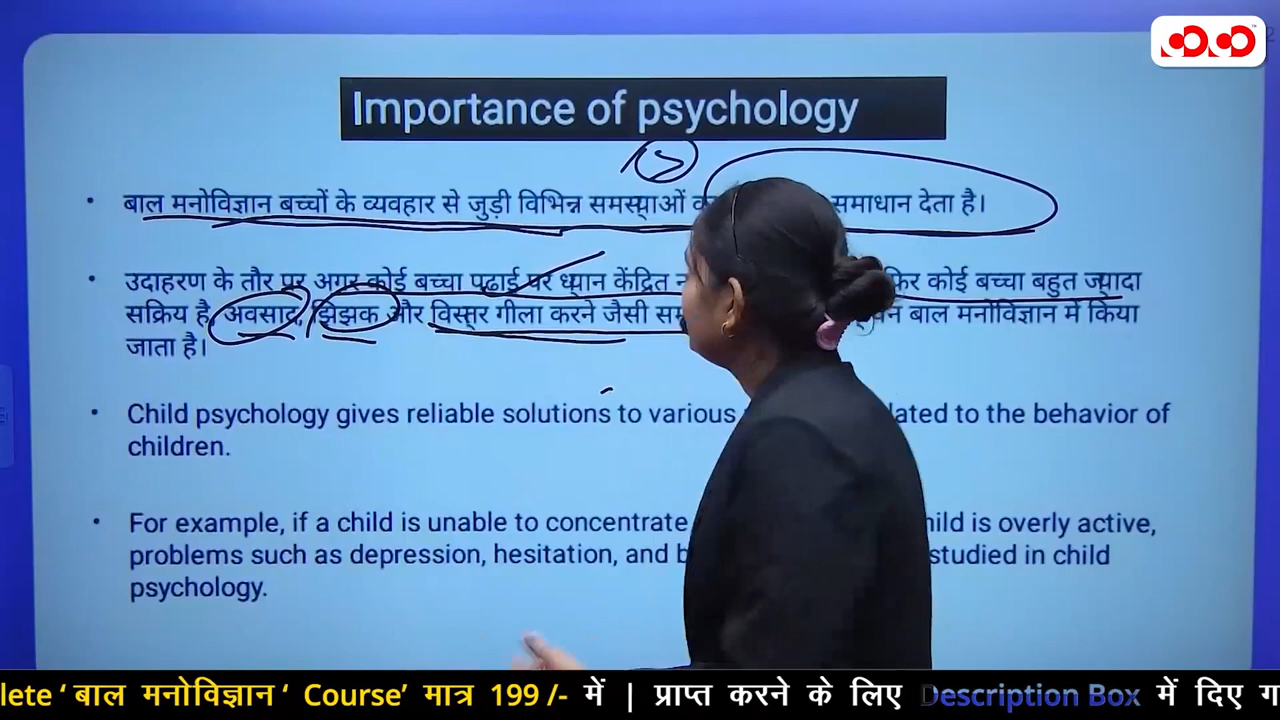 Importance of psychology
बाल मनोविज्ञान बच्चों के व्यवहार से जुड़ी विभिन्न समस्याओं समाधान देता है।
उदाहरण के तौर पर अगर कोई बच्चा पढ़ाई पर ध्यान केंद्रित कोई बच्चा बहुत ज्यादा
सक्रिय है, अवसाद, झिझक और विस्तर गीला करने जैसी बाल मनोविज्ञान में किया
जाता है।
Child psychology gives reliable solutions to various to the behavior of
children.
For example, if a child is unable to concentrate is overly active,
problems such as depression, hesitation, and studied in child
psychology.
‘ बाल मनोविज्ञान ‘ Course’ मात्र 199 /- में | प्राप्त करने के लिए Description Box में दिए